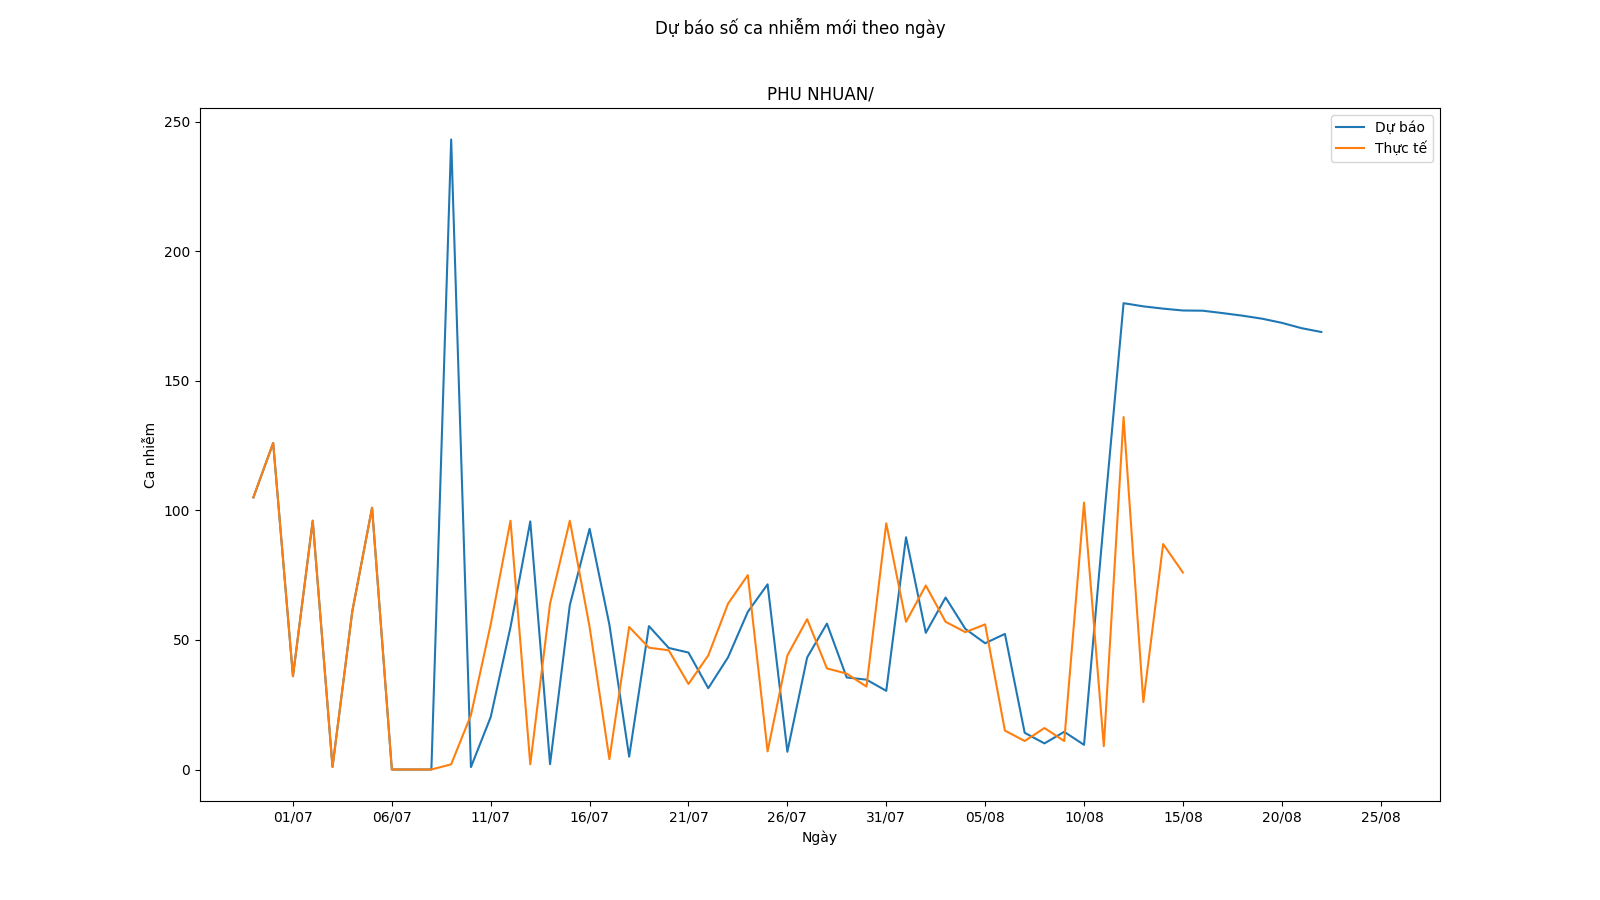 Dự báo số ca nhiễm mới theo ngày
PHU NHUAN/
Dự báo
Thực tế
250
200
150
100
50
0
Ca nhiễm
01/07 06/07 11/07 16/07 21/07 26/07 31/07 05/08 10/08 15/08 20/08 25/08
Ngày